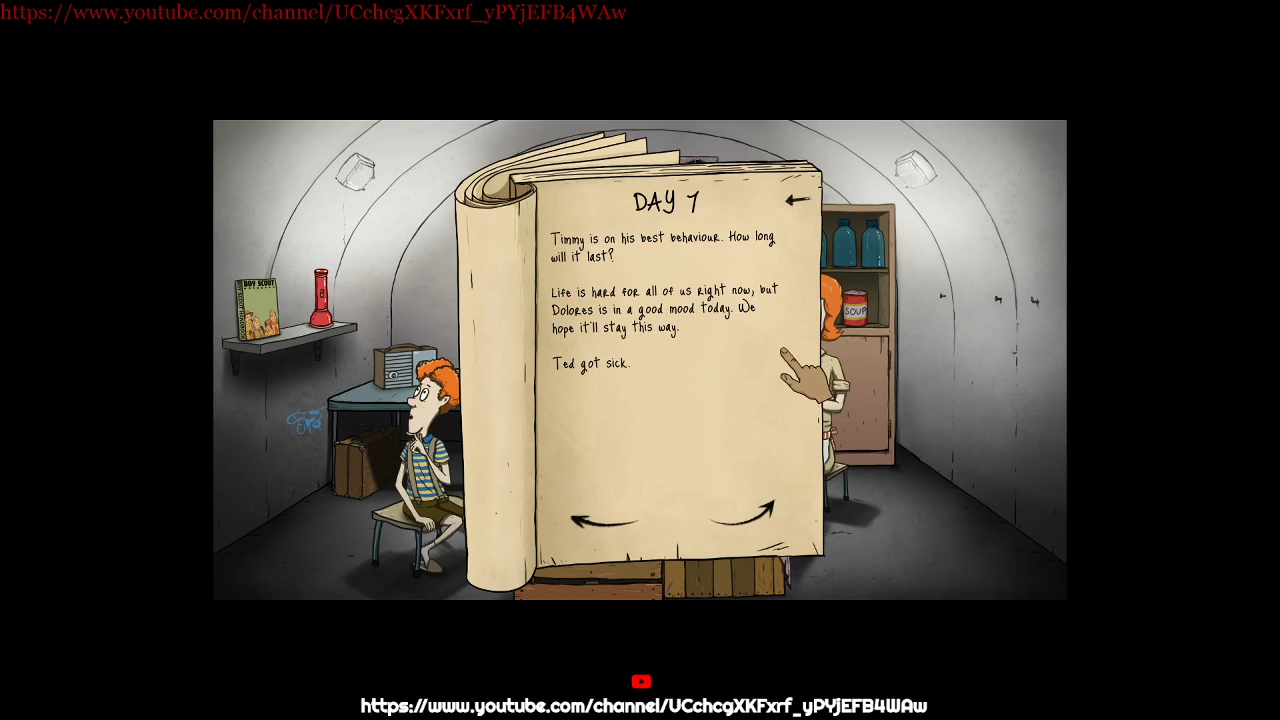 https://www.youtube.com/channel/UCchcgXKFxrf_yPYjEFB4WAw
DAY 7
Timmy is on his best behaviour. How long
will it last?
Life is hard for all of us right now, but
Dolores is in a good mood today. We
hope it'll stay this way.
Ted got sick.
BOY SCOUT
SOUP
https://www.youtube.com/channel/UCchcgXKFxrf_yPYjEFB4WAw